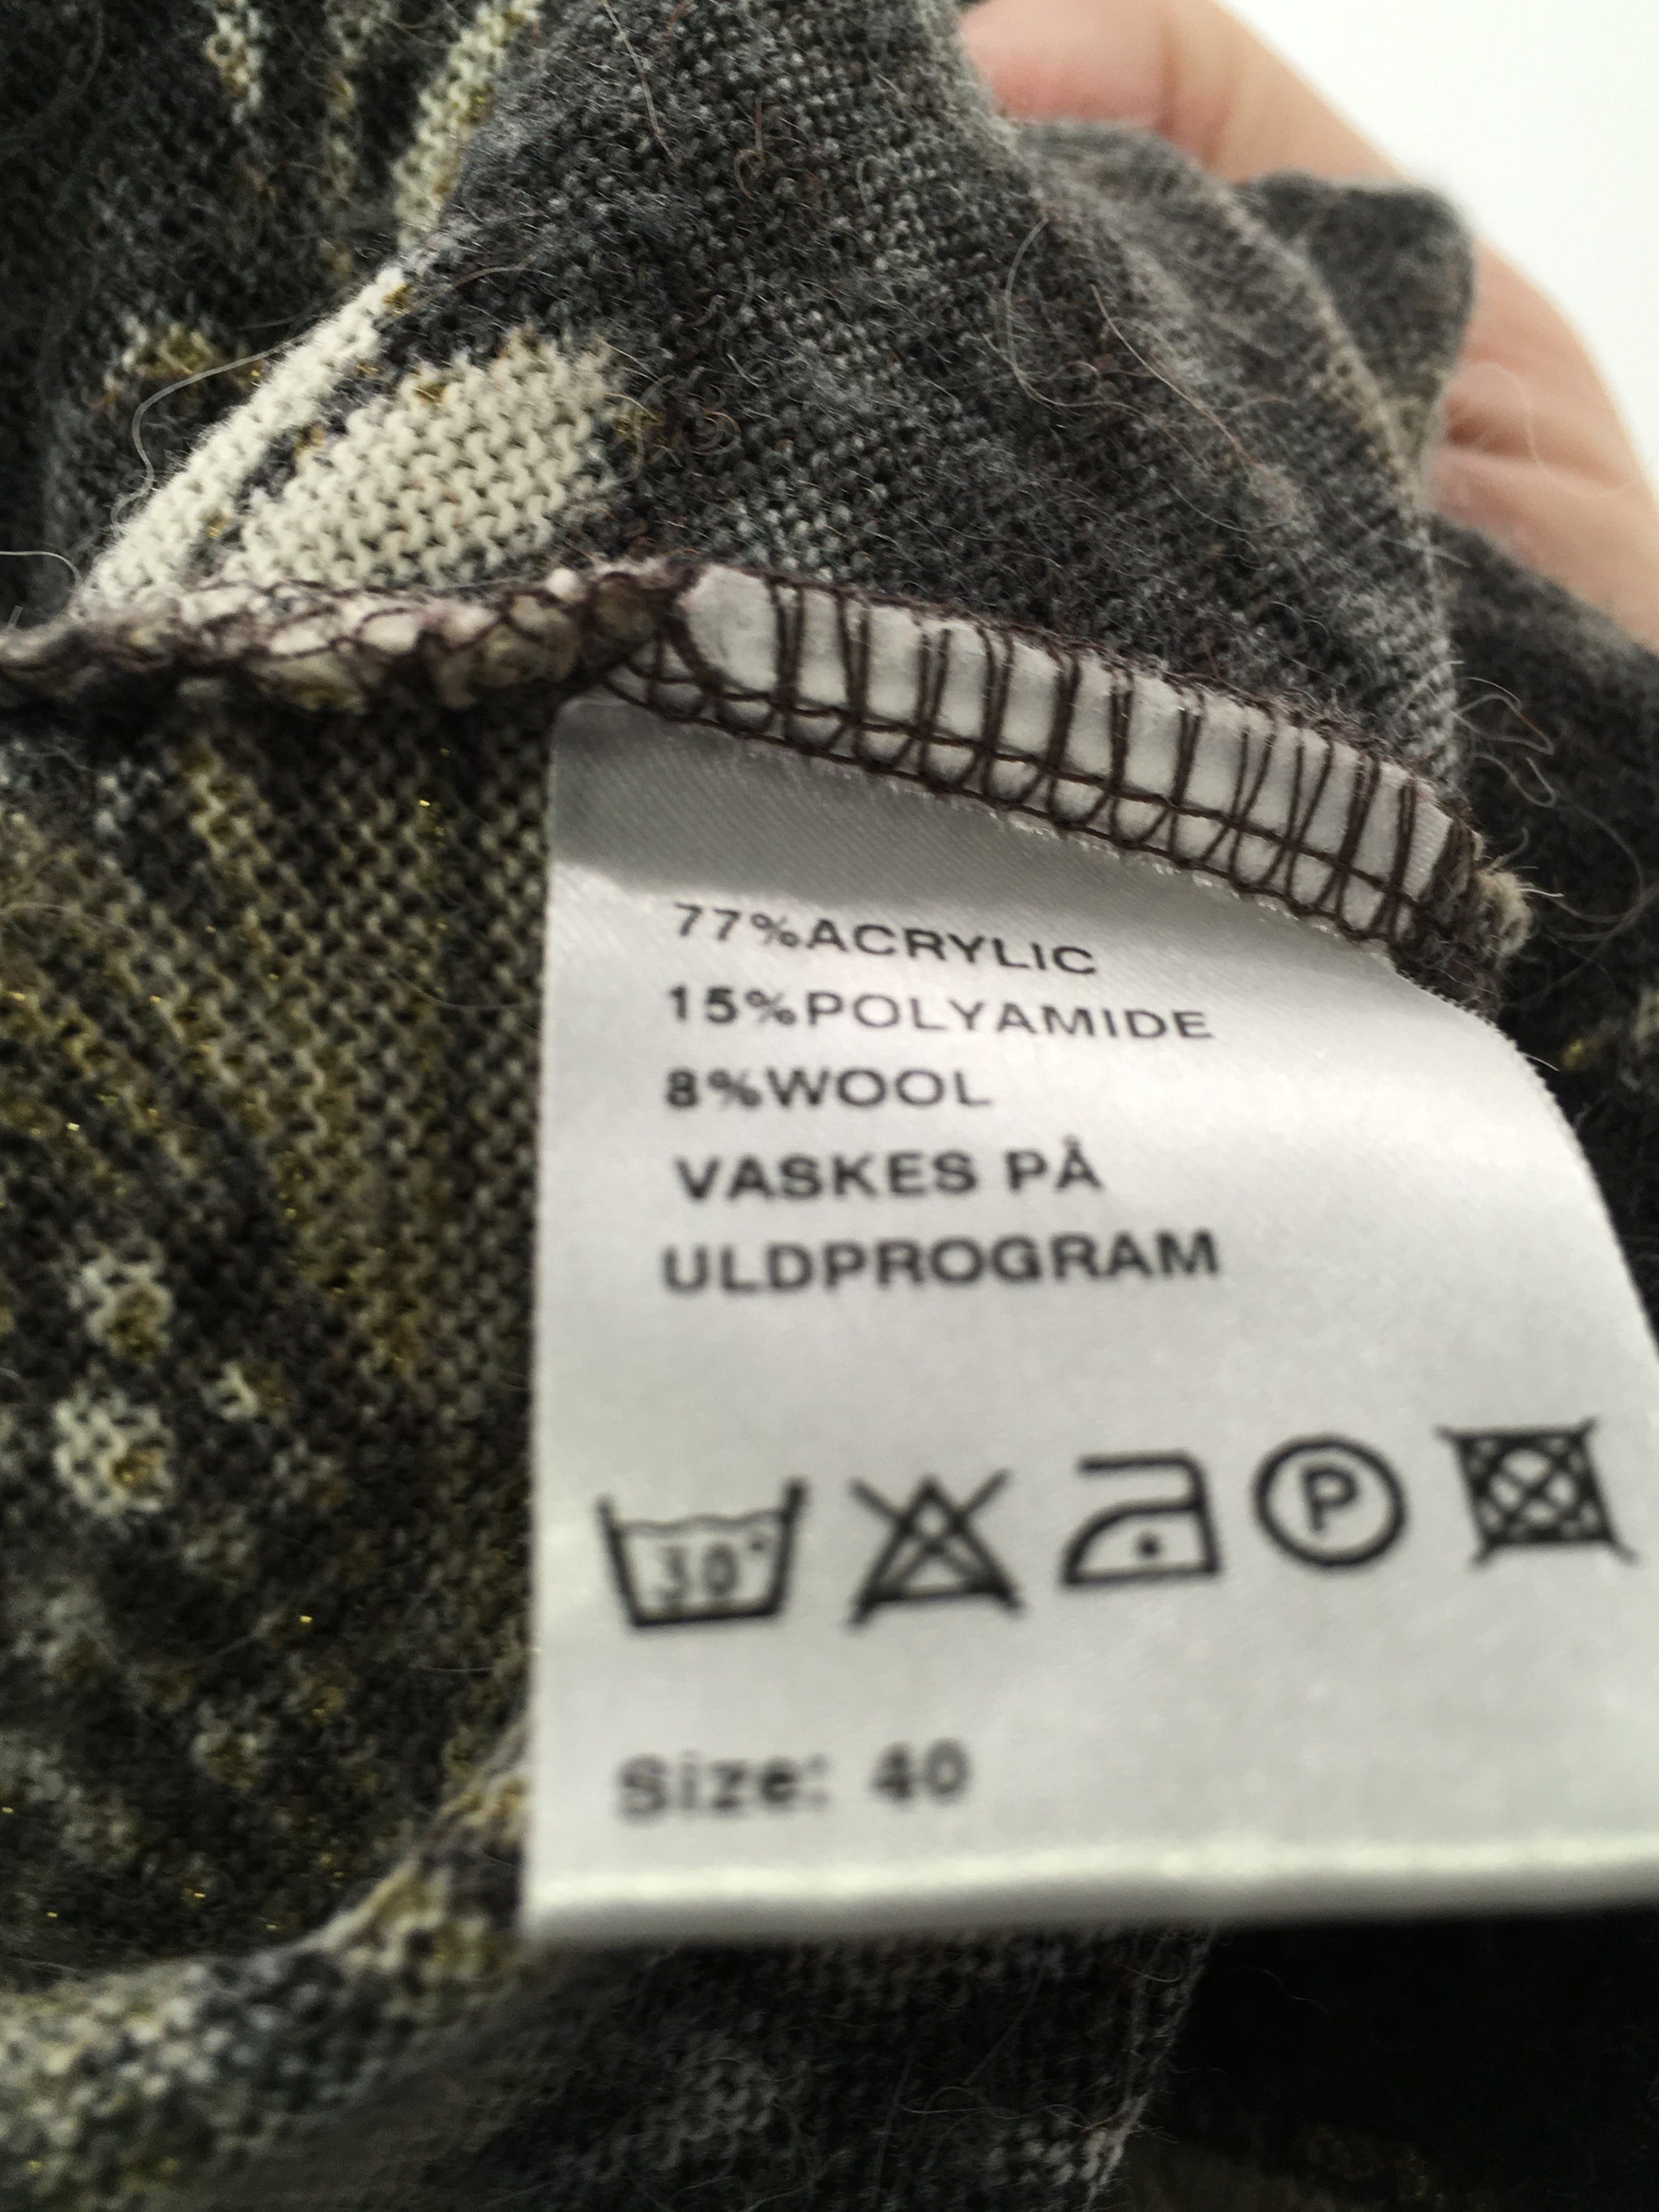 77%ACRYLIC
15%POLYAMIDE
8%WOOL
VASKES PÅ
ULDPROGRAM
30° P
Size: 40